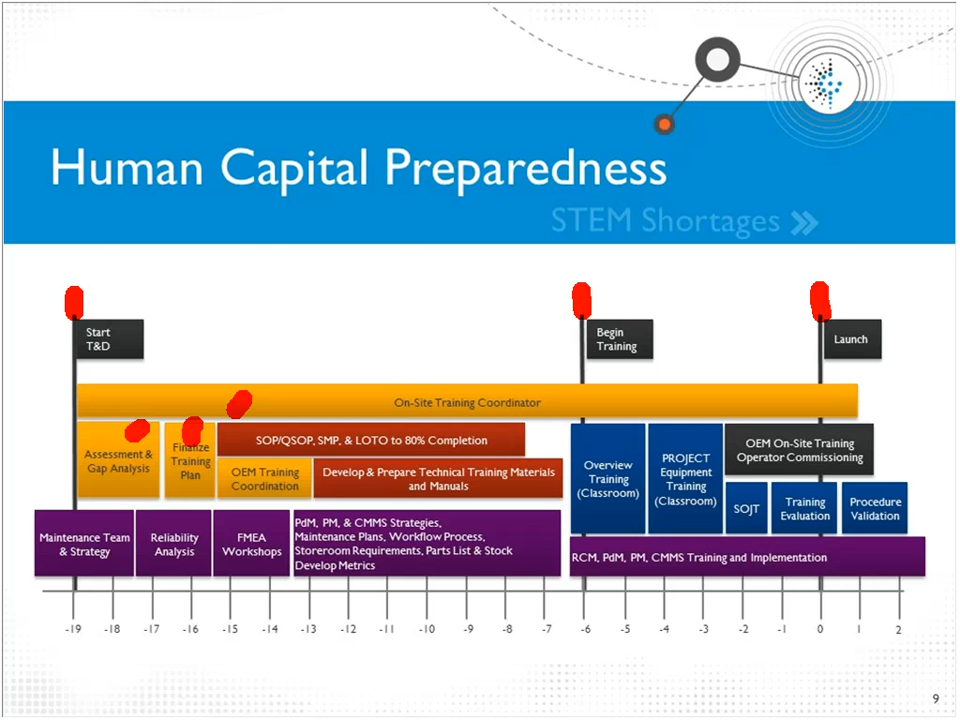 Human Capital Preparedness
STEM Shortages
Start
T&D
Begin
Training
Launch
On-Site Training Coordinator
Assessment &
Gap Analysis
Finalize
Training
Plan
SOP/QSOP, SMP, & LOTO to 80% Completion
OEM Training
Coordination
Develop & Prepare Technical Training Materials
and Manuals
Overview
Training
(Classroom)
PROJECT
Equipment
Training
(Classroom)
OEM On-Site Training
Operator Commissioning
SOJT
Training
Evaluation
Procedure
Validation
Maintenance Team
& Strategy
Reliability
Analysis
FMEA
Workshops
PdM, PM, & CMMS Strategies,
Maintenance Plans, Workflow Process,
Storeroom Requirements, Parts List & Stock
Develop Metrics
RCM, PdM, PM, CMMS Training and Implementation
-19 -18 -17 -16 -15 -14 -13 -12 -11 -10 -9 -8 -7 -6 -5 -4 -3 -2 -1 0 1 2
9